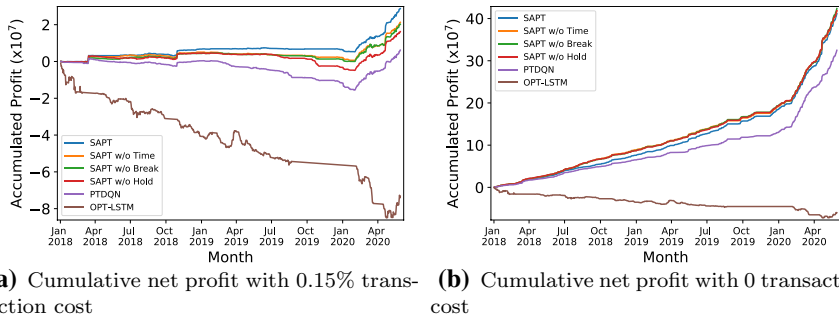 Accumulated Profit (x10⁷)
2
0
−2
−4
−6
−8
SAPT
SAPT w/o Time
SAPT w/o Break
SAPT w/o Hold
PTDQN
OPT-LSTM
Jan 2018
Apr 2018
Jul 2018
Oct 2018
Jan 2019
Apr 2019
Jul 2019
Oct 2019
Jan 2020
Apr 2020
Month
Accumulated Profit (x10⁷)
40
30
20
10
0
SAPT
SAPT w/o Time
SAPT w/o Break
SAPT w/o Hold
PTDQN
OPT-LSTM
Jan 2018
Apr 2018
Jul 2018
Oct 2018
Jan 2019
Apr 2019
Jul 2019
Oct 2019
Jan 2020
Apr 2020
Month
a) Cumulative net profit with 0.15% trans-
ction cost
(b) Cumulative net profit with 0 transact
cost